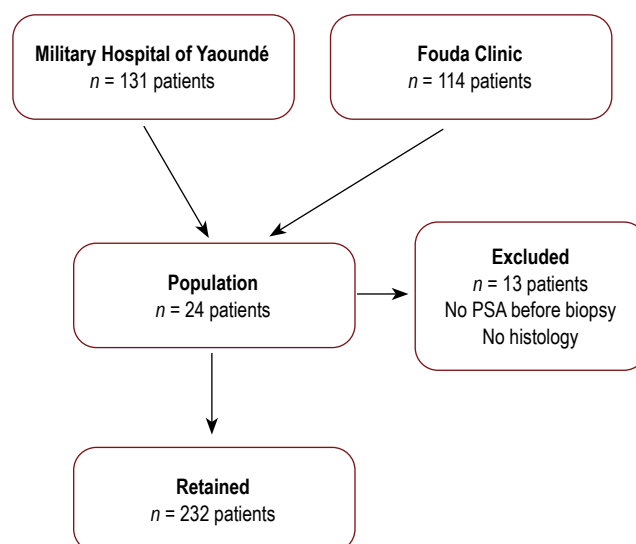 Military Hospital of Yaoundé
n = 131 patients
Fouda Clinic
n = 114 patients
Population
n = 24 patients
Excluded
n = 13 patients
No PSA before biopsy
No histology
Retained
n = 232 patients